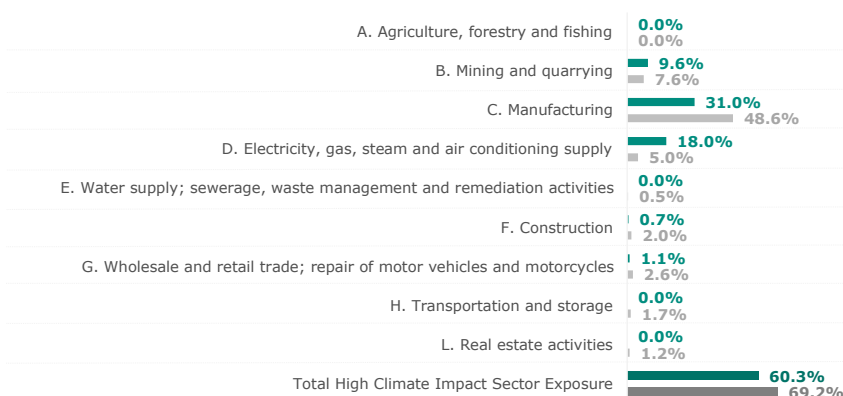 A. Agriculture, forestry and fishing
0.0%
0.0%
B. Mining and quarrying
9.6%
7.6%
C. Manufacturing
31.0%
48.6%
D. Electricity, gas, steam and air conditioning supply
18.0%
5.0%
E. Water supply; sewerage, waste management and remediation activities
0.0%
0.5%
F. Construction
0.7%
2.0%
G. Wholesale and retail trade; repair of motor vehicles and motorcycles
1.1%
2.6%
H. Transportation and storage
0.0%
1.7%
L. Real estate activities
0.0%
1.2%
Total High Climate Impact Sector Exposure
60.3%
69.2%